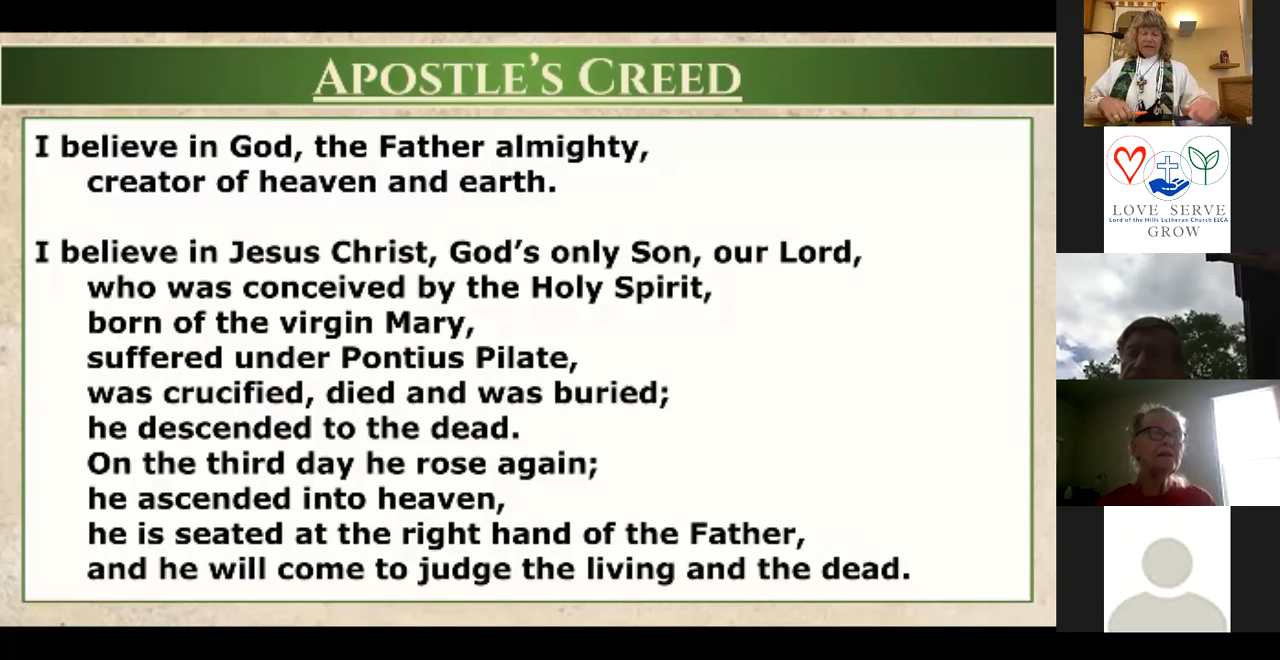 APOSTLE'S CREED
I believe in God, the Father almighty,
creator of heaven and earth.
I believe in Jesus Christ, God's only Son, our Lord,
who was conceived by the Holy Spirit,
born of the virgin Mary,
suffered under Pontius Pilate,
was crucified, died and was buried;
he descended to the dead.
On the third day he rose again;
he ascended into heaven,
he is seated at the right hand of the Father,
and he will come to judge the living and the dead.
LOVE SERVE
Lord of the Hills Lutheran Church ELCA
GROW